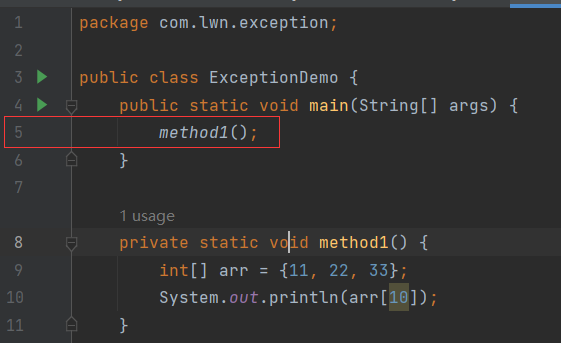 1 package com.lwn.exception;
2
3 public class ExceptionDemo {
4 public static void main(String[] args) {
5 method1();
6 }
7
1 usage
8 private static void method1() {
9 int[] arr = {11, 22, 33};
10 System.out.println(arr[10]);
11 }